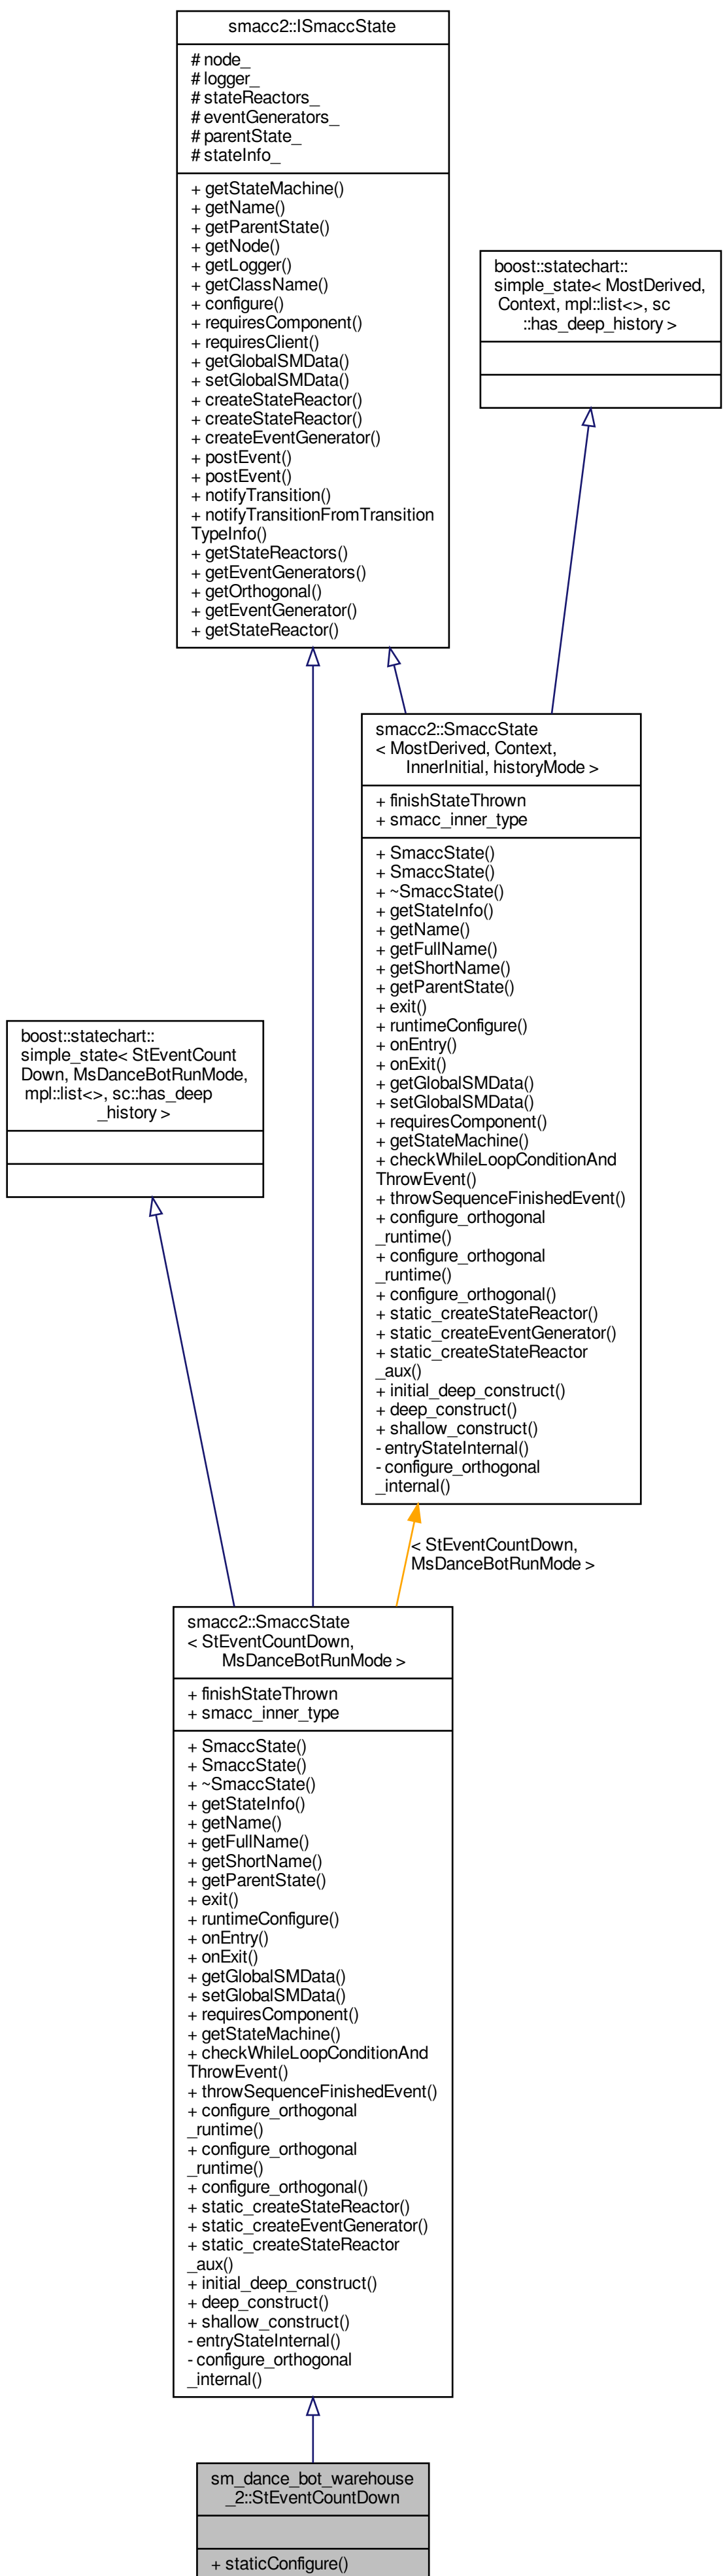 smacc2::ISmaccState
# node_
# logger_
# stateReactors_
# eventGenerators_
# parentState_
# stateInfo_
+ getStateMachine()
+ getName()
+ getParentState()
+ getNode()
+ getLogger()
+ getClassName()
+ configure()
+ requiresComponent()
+ requiresClient()
+ getGlobalSMData()
+ setGlobalSMData()
+ createStateReactor()
+ createStateReactor()
+ createEventGenerator()
+ postEvent()
+ postEvent()
+ notifyTransition()
+ notifyTransitionFromTransition
TypeInfo()
+ getStateReactors()
+ getEventGenerators()
+ getOrthogonal()
+ getEventGenerator()
+ getStateReactor()
boost::statechart::
simple_state< MostDerived,
Context, mpl::list<>, sc
::has_deep_history >
smacc2::SmaccState
< MostDerived, Context,
InnerInitial, historyMode >
+ finishStateThrown
+ smacc_inner_type
+ SmaccState()
+ SmaccState()
+ ~SmaccState()
+ getStateInfo()
+ getName()
+ getFullName()
+ getShortName()
+ getParentState()
+ exit()
+ runtimeConfigure()
+ onEntry()
+ onExit()
+ getGlobalSMData()
+ setGlobalSMData()
+ requiresComponent()
+ getStateMachine()
+ checkWhileLoopConditionAnd
ThrowEvent()
+ throwSequenceFinishedEvent()
+ configure_orthogonal
_runtime()
+ configure_orthogonal
_runtime()
+ configure_orthogonal()
+ static_createStateReactor()
+ static_createEventGenerator()
+ static_createStateReactor
_aux()
+ initial_deep_construct()
+ deep_construct()
+ shallow_construct()
- entryStateInternal()
- configure_orthogonal
_internal()
boost::statechart::
simple_state< StEventCount
Down, MsDanceBotRunMode,
mpl::list<>, sc::has_deep
_history >
< StEventCountDown,
MsDanceBotRunMode >
smacc2::SmaccState
< StEventCountDown,
MsDanceBotRunMode >
+ finishStateThrown
+ smacc_inner_type
+ SmaccState()
+ SmaccState()
+ ~SmaccState()
+ getStateInfo()
+ getName()
+ getFullName()
+ getShortName()
+ getParentState()
+ exit()
+ runtimeConfigure()
+ onEntry()
+ onExit()
+ getGlobalSMData()
+ setGlobalSMData()
+ requiresComponent()
+ getStateMachine()
+ checkWhileLoopConditionAnd
ThrowEvent()
+ throwSequenceFinishedEvent()
+ configure_orthogonal
_runtime()
+ configure_orthogonal
_runtime()
+ configure_orthogonal()
+ static_createStateReactor()
+ static_createEventGenerator()
+ static_createStateReactor
_aux()
+ initial_deep_construct()
+ deep_construct()
+ shallow_construct()
- entryStateInternal()
- configure_orthogonal
_internal()
sm_dance_bot_warehouse
_2::StEventCountDown
+ staticConfigure()